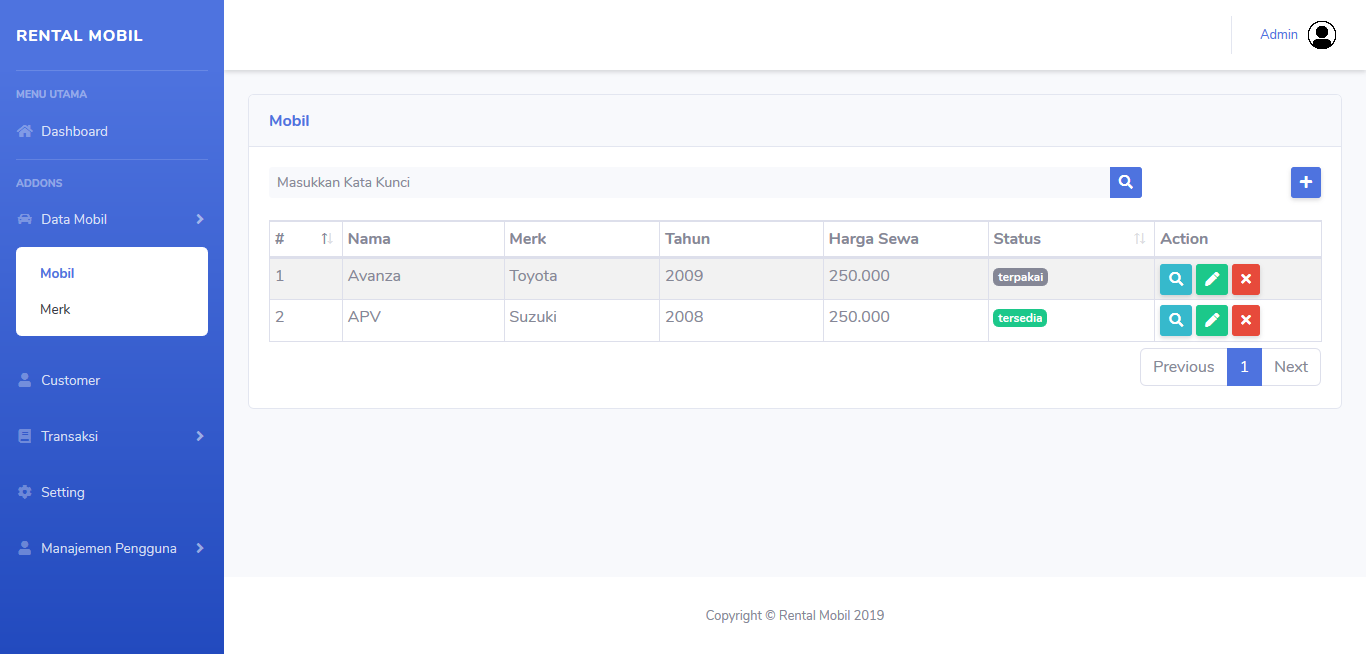 RENTAL MOBIL
Admin
MENU UTAMA
Dashboard
ADDONS
Data Mobil
Mobil
Merk
Customer
Transaksi
Setting
Manajemen Pengguna
Mobil
Masukkan Kata Kunci
# Nama Merk Tahun Harga Sewa Status Action
1 Avanza Toyota 2009 250.000 terpakai
2 APV Suzuki 2008 250.000 tersedia
Previous 1 Next
Copyright © Rental Mobil 2019